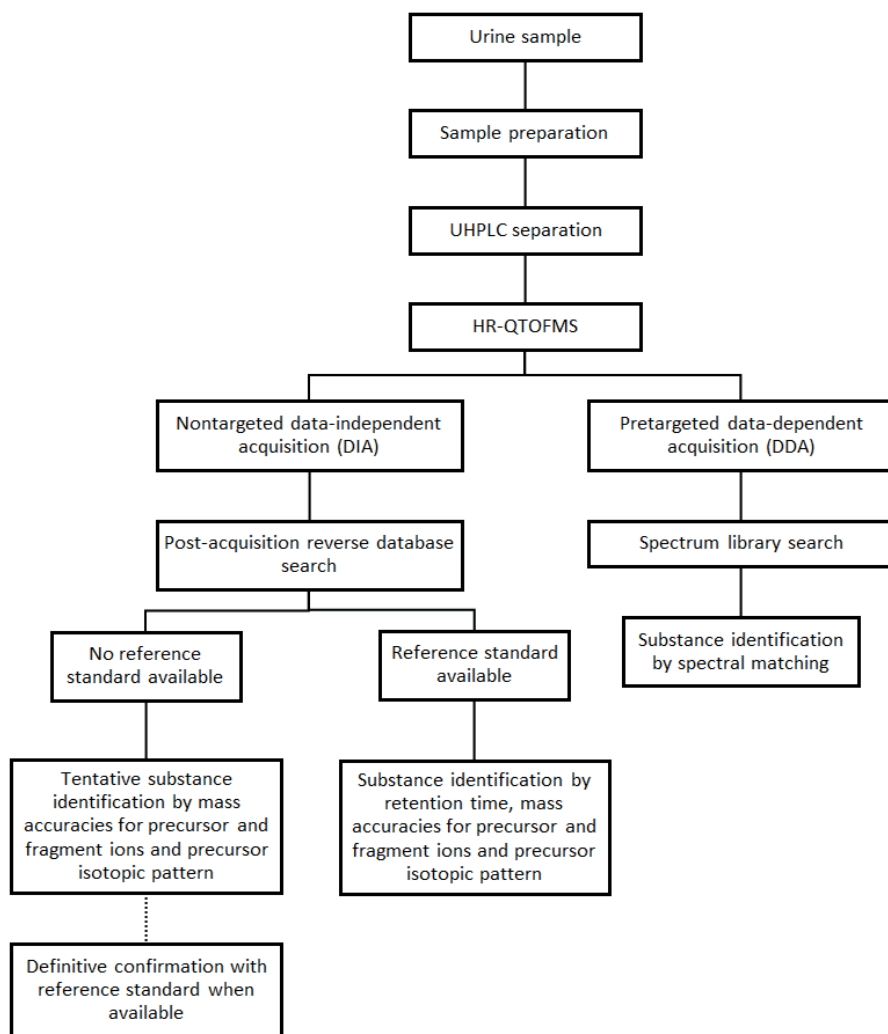 Urine sample
Sample preparation
UHPLC separation
HR-QTOFMS
Nontargeted data-independent
acquisition (DIA)
Pretargeted data-dependent
acquisition (DDA)
Post-acquisition reverse database
search
Spectrum library search
No reference
standard available
Reference standard
available
Substance identification
by spectral matching
Tentative substance
identification by mass
accuracies for precursor and
fragment ions and precursor
isotopic pattern
Substance identification by
retention time, mass
accuracies for precursor and
fragment ions and precursor
isotopic pattern
Definitive confirmation with
reference standard when
available